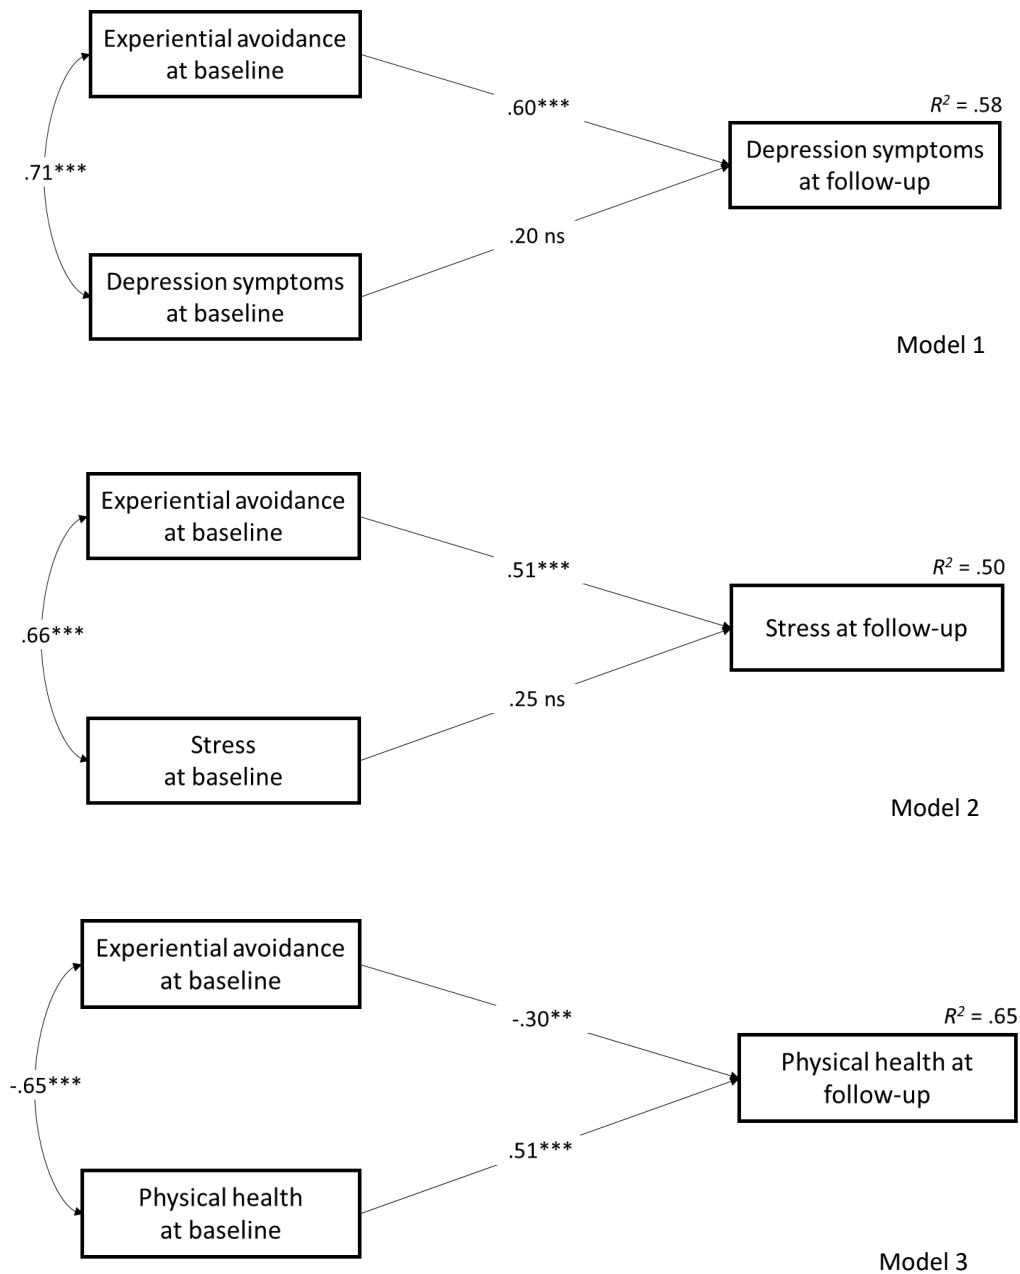 Experiential avoidance
at baseline
.60***
R² = .58
Depression symptoms
at follow-up
.71***
.20 ns
Depression symptoms
at baseline
Model 1
Experiential avoidance
at baseline
.51***
R² = .50
Stress at follow-up
.66***
.25 ns
Stress
at baseline
Model 2
Experiential avoidance
at baseline
-.30**
R² = .65
Physical health at
follow-up
-.65***
.51***
Physical health
at baseline
Model 3